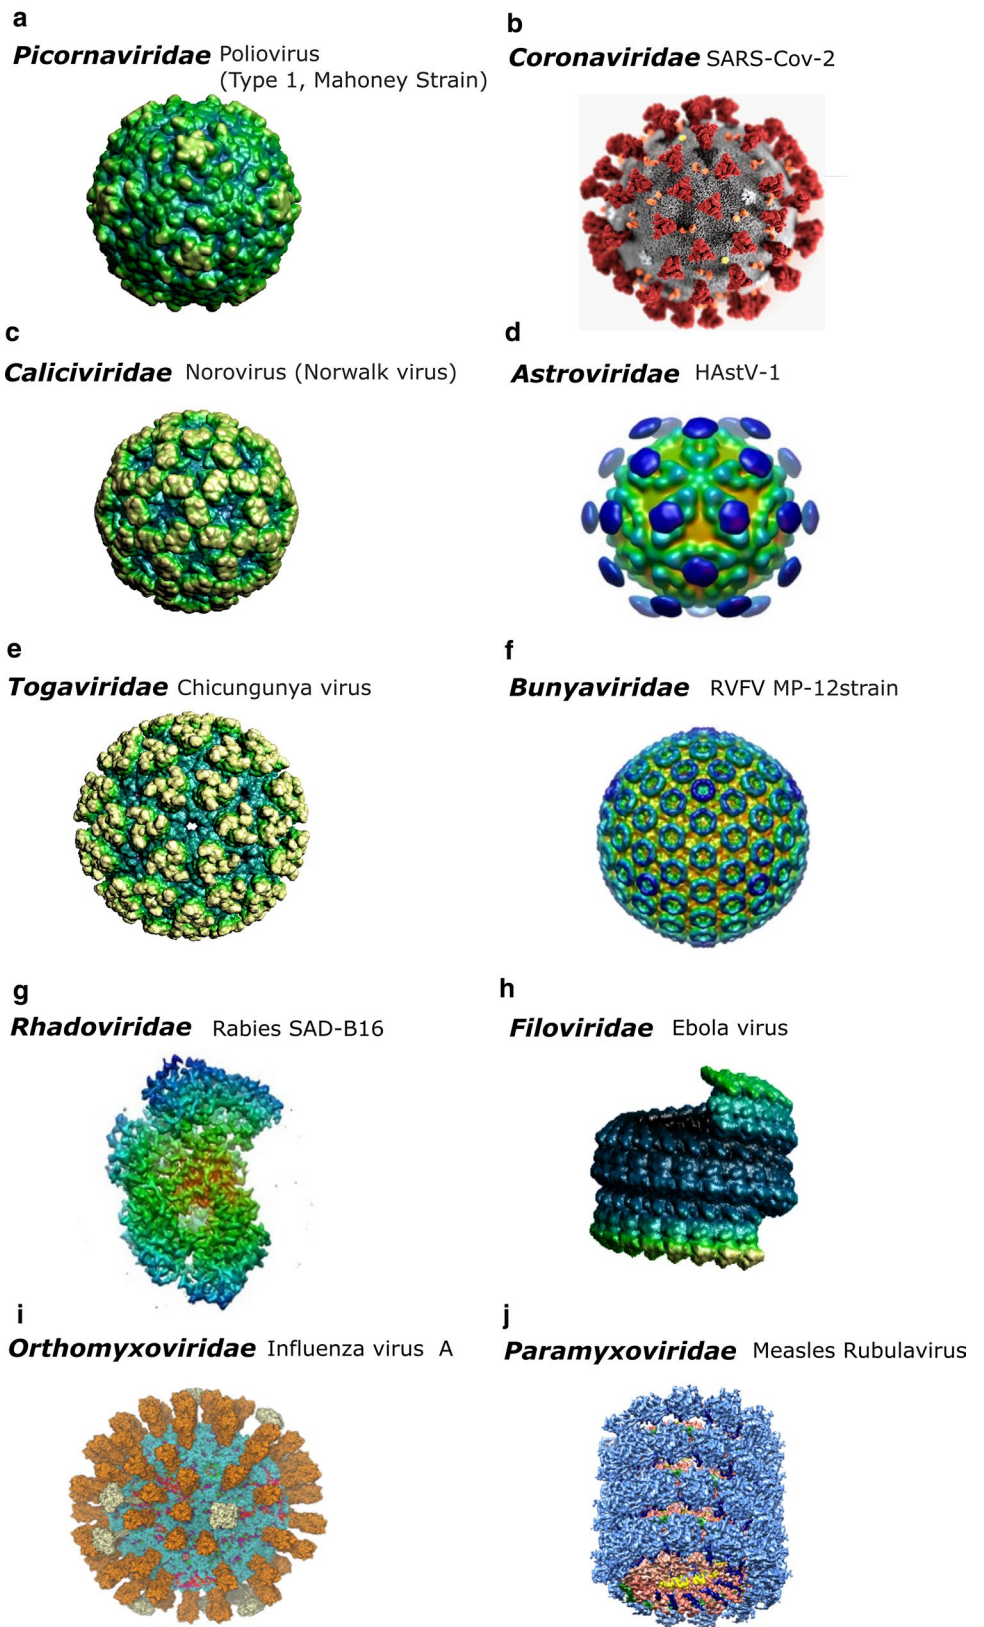 a
Picornaviridae Poliovirus
(Type 1, Mahoney Strain)
b
Coronaviridae SARS-Cov-2
c
Caliciviridae Norovirus (Norwalk virus)
d
Astroviridae HAstV-1
e
Togaviridae Chicungunya virus
f
Bunyaviridae RVFV MP-12strain
g
Rhadoviridae Rabies SAD-B16
h
Filoviridae Ebola virus
i
Orthomyxoviridae Influenza virus A
j
Paramyxoviridae Measles Rubulavirus